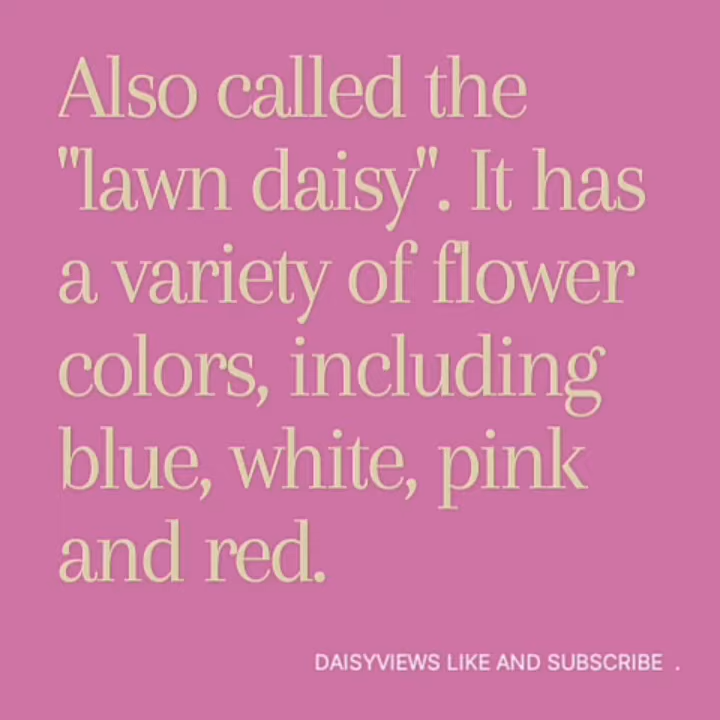 Also called the
"lawn daisy". It has
a variety of flower
colors, including
blue, white, pink
and red.
DAISYVIEWS LIKE AND SUBSCRIBE .